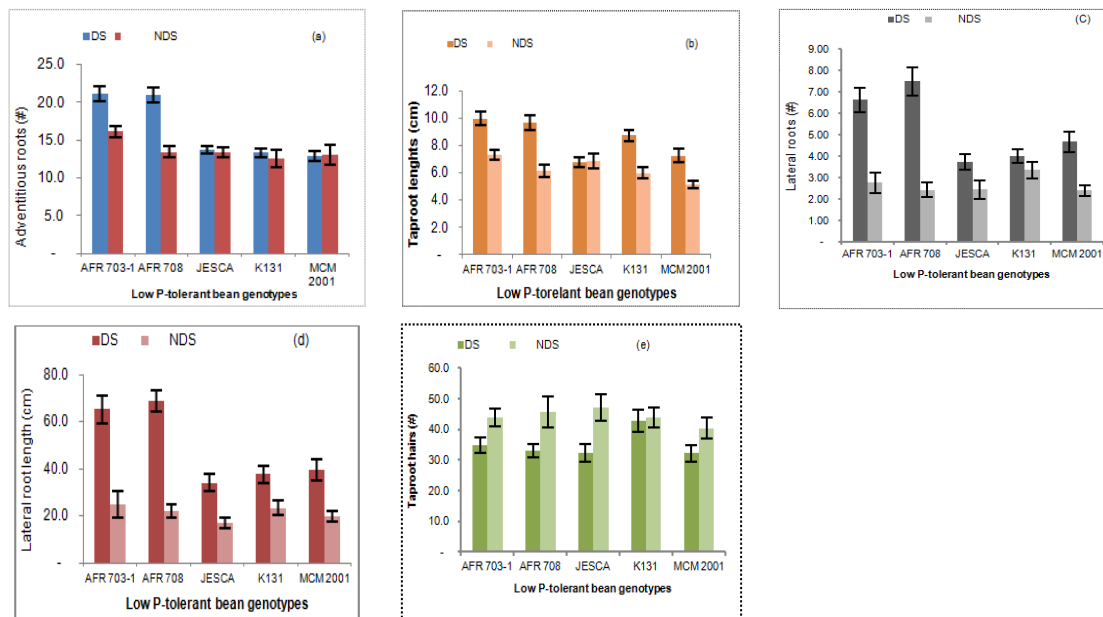 DS NDS (a)
Adventitious roots (#)
25.0
20.0
15.0
10.0
5.0
-
AFR 703-1 AFR 708 JESCA K131 MCM 2001
Low P-tolerant bean genotypes
DS NDS (b)
Taproot lenghts (cm)
12.0
10.0
8.0
6.0
4.0
2.0
-
AFR 703-1 AFR 708 JESCA K131 MCM 2001
Low P-torelant bean genotypes
DS NDS (C)
Lateral roots (#)
9.00
8.00
7.00
6.00
5.00
4.00
3.00
2.00
1.00
-
AFR 703-1 AFR 708 JESCA K131 MCM 2001
Low P-tolerant bean genotypes
DS NDS (d)
Lateral root length (cm)
80.0
60.0
40.0
20.0
-
AFR 703-1 AFR 708 JESCA K131 MCM 2001
Low P-tolerant bean genotypes
DS NDS (e)
Taproot hairs (#)
60.0
50.0
40.0
30.0
20.0
10.0
-
AFR 703-1 AFR 708 JESCA K131 MCM 2001
Low P-tolerant bean genotypes